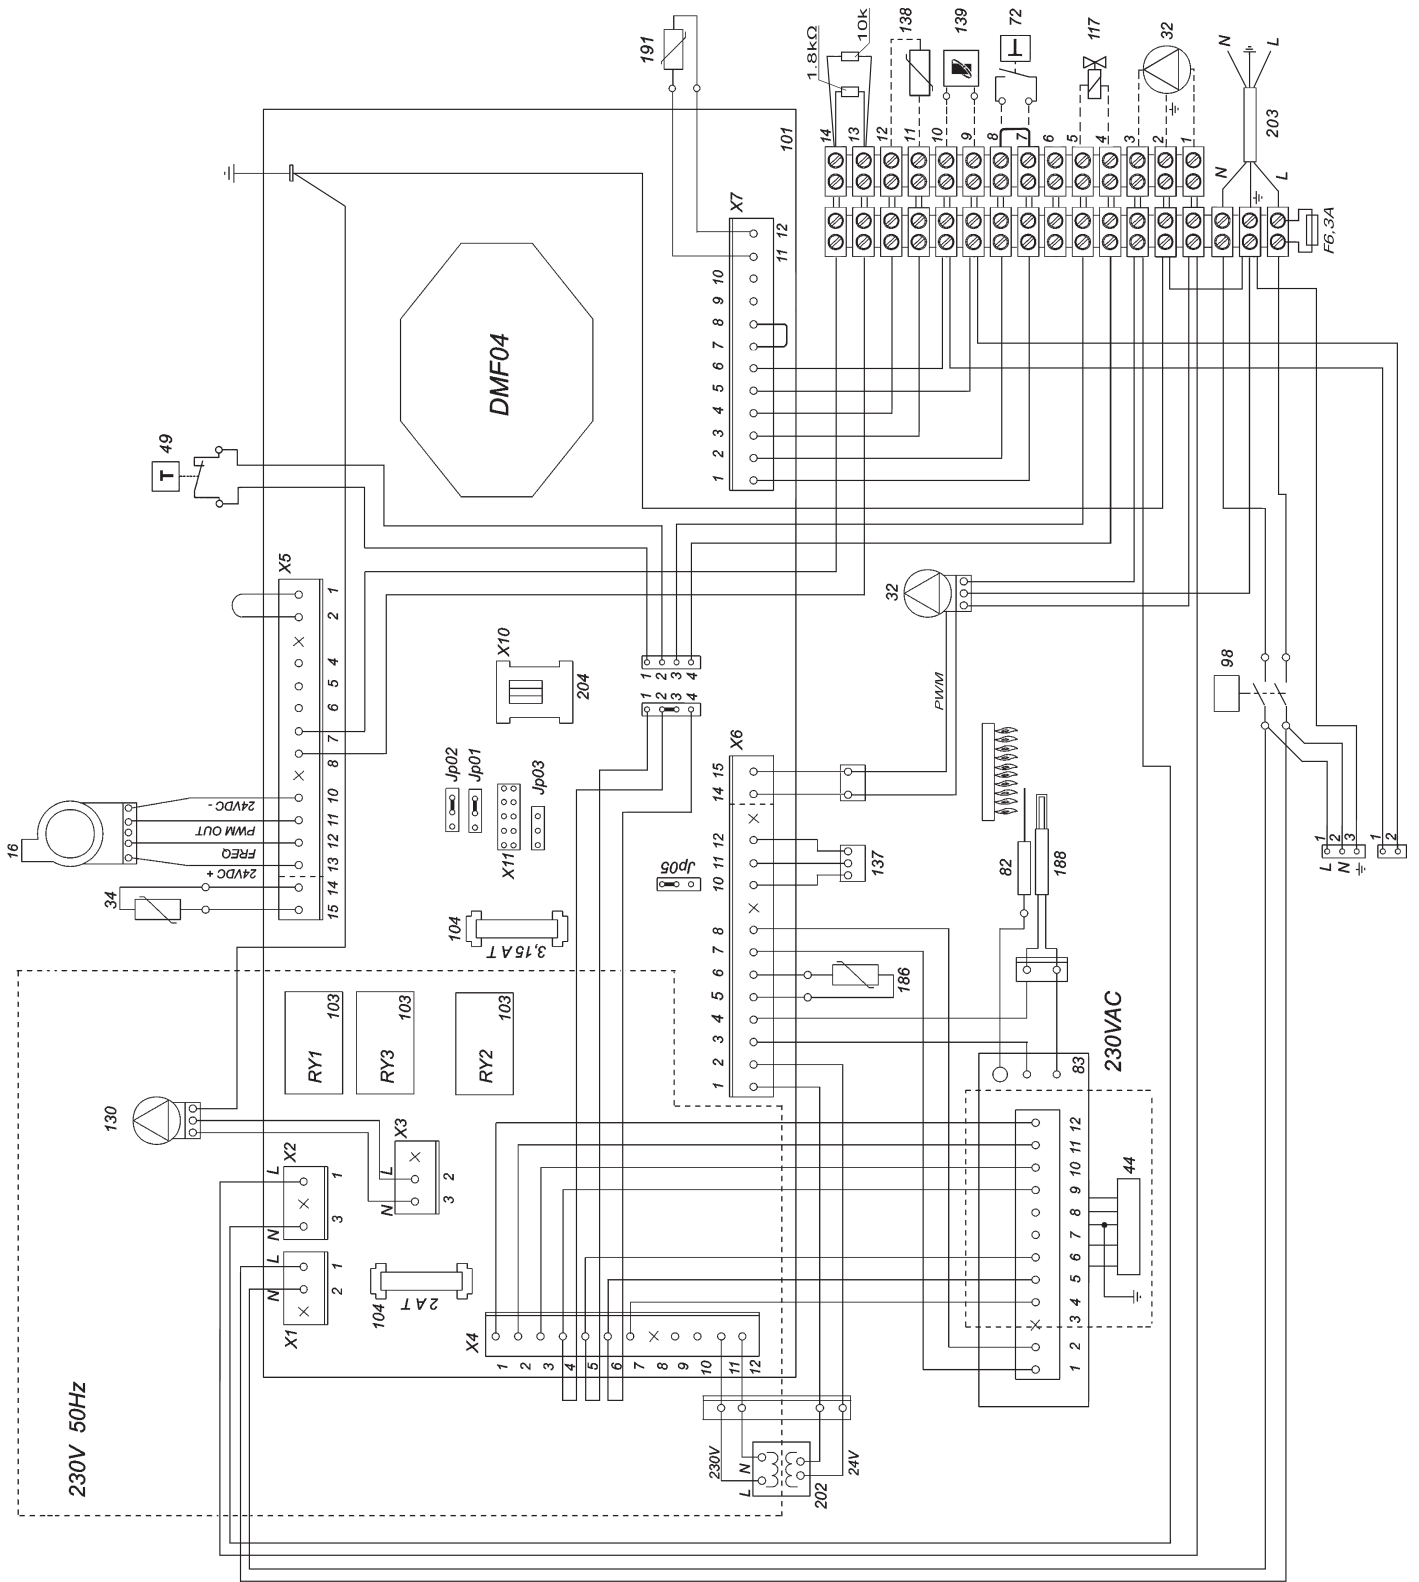 191
1.8kΩ
10k
138
139
72
T
117
32
N
L
203
14
13
12
11
10
9
8
7
6
5
4
3
2
1
N
L
F6,3A
101
X7
12
11
10
9
8
7
6
5
4
3
2
1
DMF04
T
49
X5
1
2
4
5
6
7
8
10
11
12
13
14
15
16
24VDC -
PWM OUT
FREQ
24VDC +
34
X10
204
Jp02
Jp01
X11
Jp03
1
2
3
4
1
2
3
4
32
PWM
98
X6
15
14
12
11
10
8
7
6
5
4
3
2
1
Jp05
137
186
82
188
L
N
1
2
3
1
2
104
3,15 A T
RY1
103
RY3
103
RY2
103
130
X2
L
N
1
3
X3
L
N
2
3
X1
L
N
1
2
104
2 A T
X4
1
2
3
4
5
6
7
8
9
10
11
12
83
230VAC
12
11
10
9
8
7
6
5
4
3
2
1
44
230V 50Hz
230V
L
N
202
24V